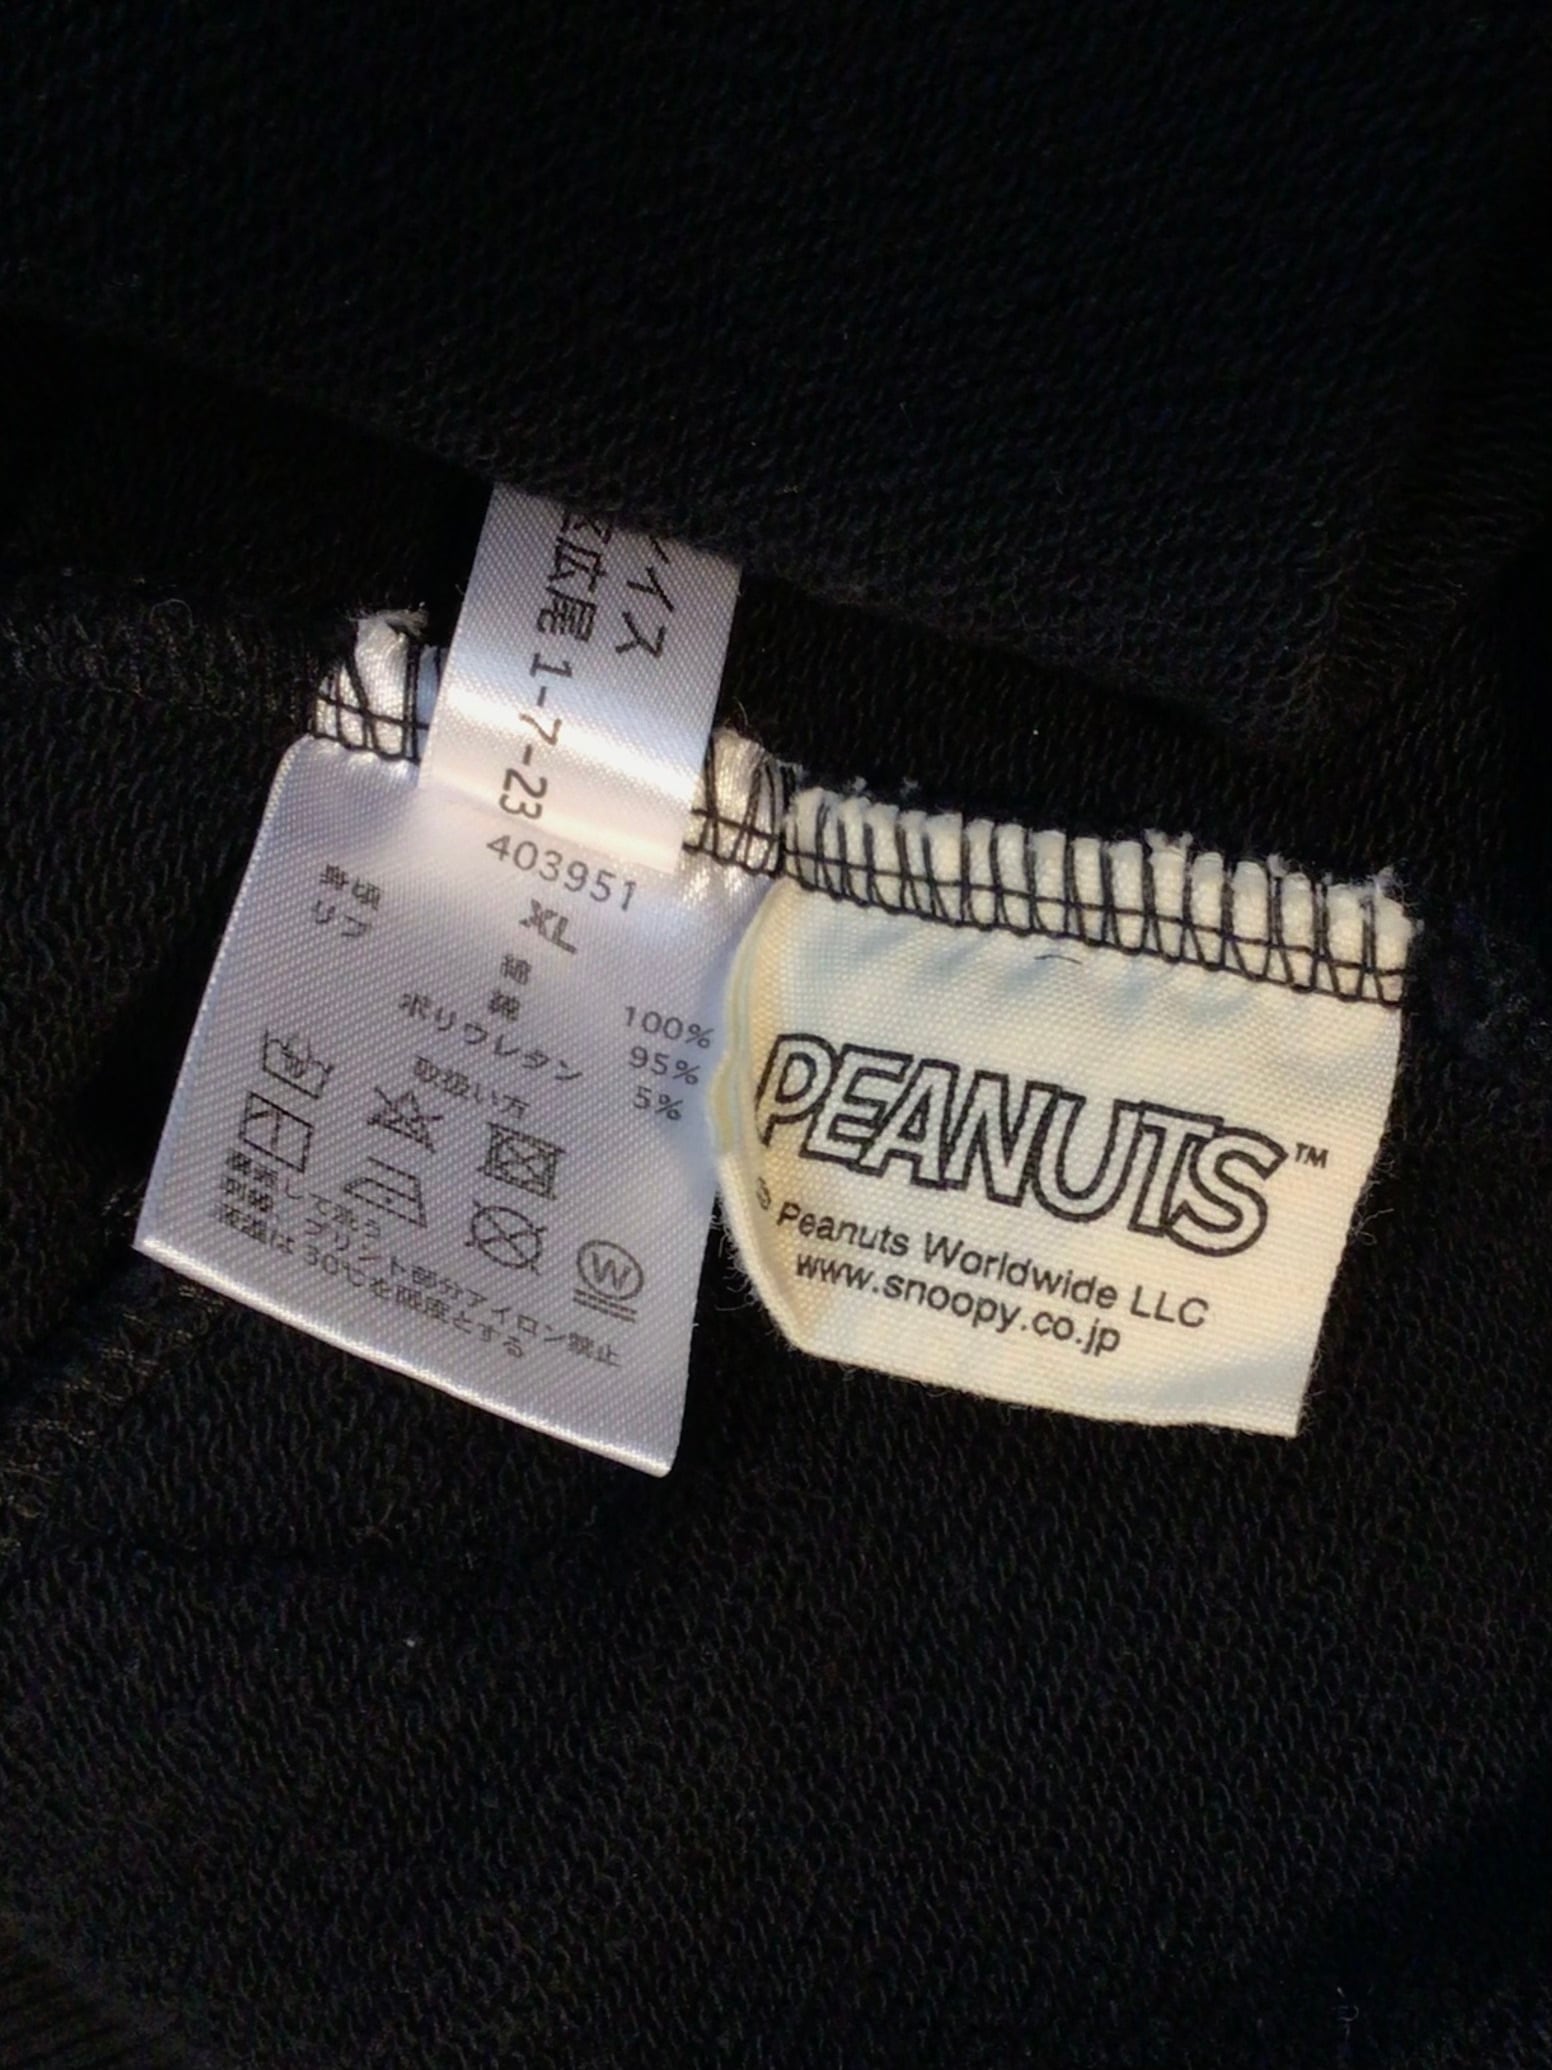 イス
区広尾 1-7-23
403951
XL
身頃 綿 100%
リブ 綿 95%
ポリウレタン 5%
取扱い方
W
裏返して洗う
刺繍、プリント部分アイロン禁止
液温は30℃を限度とする
PEANUTS™
© Peanuts Worldwide LLC
www.snoopy.co.jp